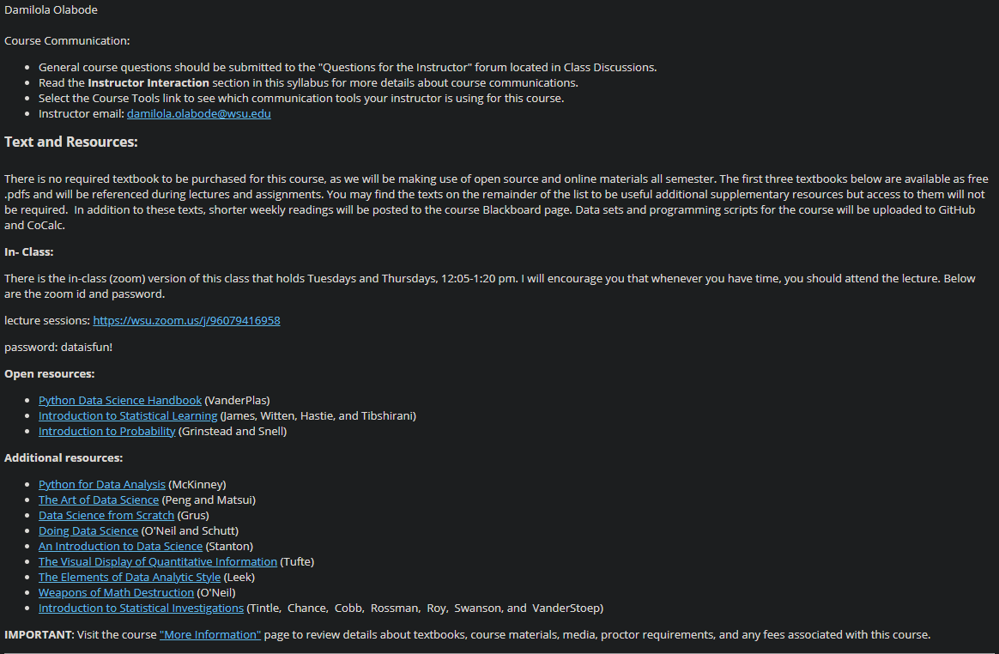 Damilola Olabode
Course Communication:
General course questions should be submitted to the "Questions for the Instructor" forum located in Class Discussions.
Read the Instructor Interaction section in this syllabus for more details about course communications.
Select the Course Tools link to see which communication tools your instructor is using for this course.
Instructor email: damilola.olabode@wsu.edu
Text and Resources:
There is no required textbook to be purchased for this course, as we will be making use of open source and online materials all semester. The first three textbooks below are available as free
.pdfs and will be referenced during lectures and assignments. You may find the texts on the remainder of the list to be useful additional supplementary resources but access to them will not
be required.  In addition to these texts, shorter weekly readings will be posted to the course Blackboard page. Data sets and programming scripts for the course will be uploaded to GitHub
and CoCalc.
In- Class:
There is the in-class (zoom) version of this class that holds Tuesdays and Thursdays, 12:05-1:20 pm. I will encourage you that whenever you have time, you should attend the lecture. Below
are the zoom id and password.
lecture sessions: https://wsu.zoom.us/j/96079416958
password: dataisfun!
Open resources:
Python Data Science Handbook (VanderPlas)
Introduction to Statistical Learning (James, Witten, Hastie, and Tibshirani)
Introduction to Probability (Grinstead and Snell)
Additional resources:
Python for Data Analysis (McKinney)
The Art of Data Science (Peng and Matsui)
Data Science from Scratch (Grus)
Doing Data Science (O'Neil and Schutt)
An Introduction to Data Science (Stanton)
The Visual Display of Quantitative Information (Tufte)
The Elements of Data Analytic Style (Leek)
Weapons of Math Destruction (O'Neil)
Introduction to Statistical Investigations (Tintle,  Chance,  Cobb,  Rossman,  Roy,  Swanson, and  VanderStoep)
IMPORTANT: Visit the course "More Information" page to review details about textbooks, course materials, media, proctor requirements, and any fees associated with this course.